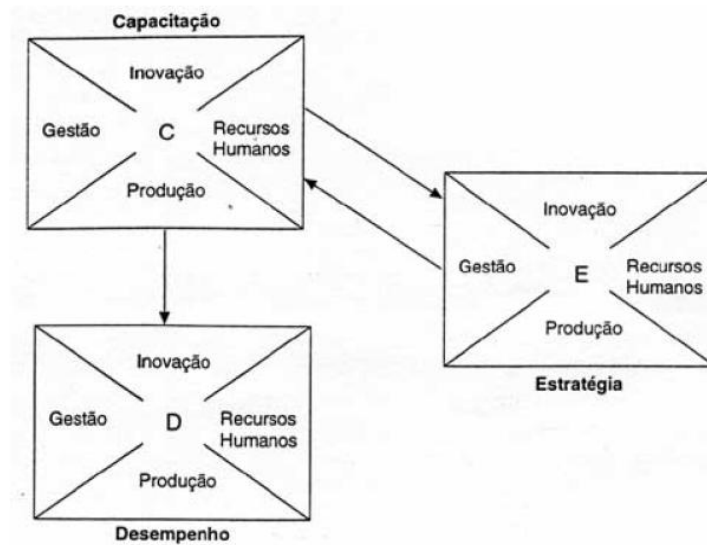 Capacitação
Inovação
Gestão
C
Recursos
Humanos
Produção
Inovação
Gestão
E
Recursos
Humanos
Produção
Estratégia
Inovação
Gestão
D
Recursos
Humanos
Produção
Desempenho